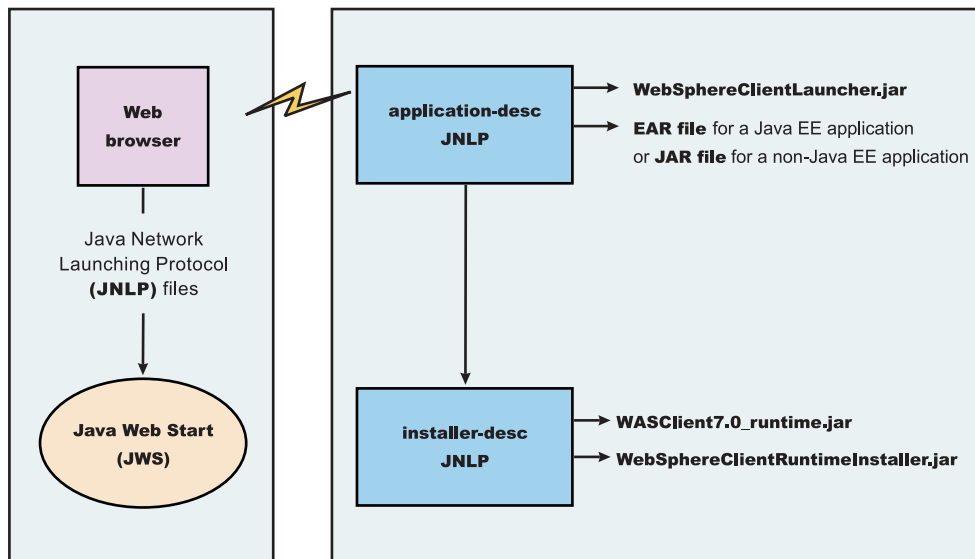 Web
browser
Java Network
Launching Protocol
(JNLP) files
Java Web Start
(JWS)
application-desc
JNLP
WebSphereClientLauncher.jar
EAR file for a Java EE application
or JAR file for a non-Java EE application
installer-desc
JNLP
WASClient7.0_runtime.jar
WebSphereClientRuntimeInstaller.jar